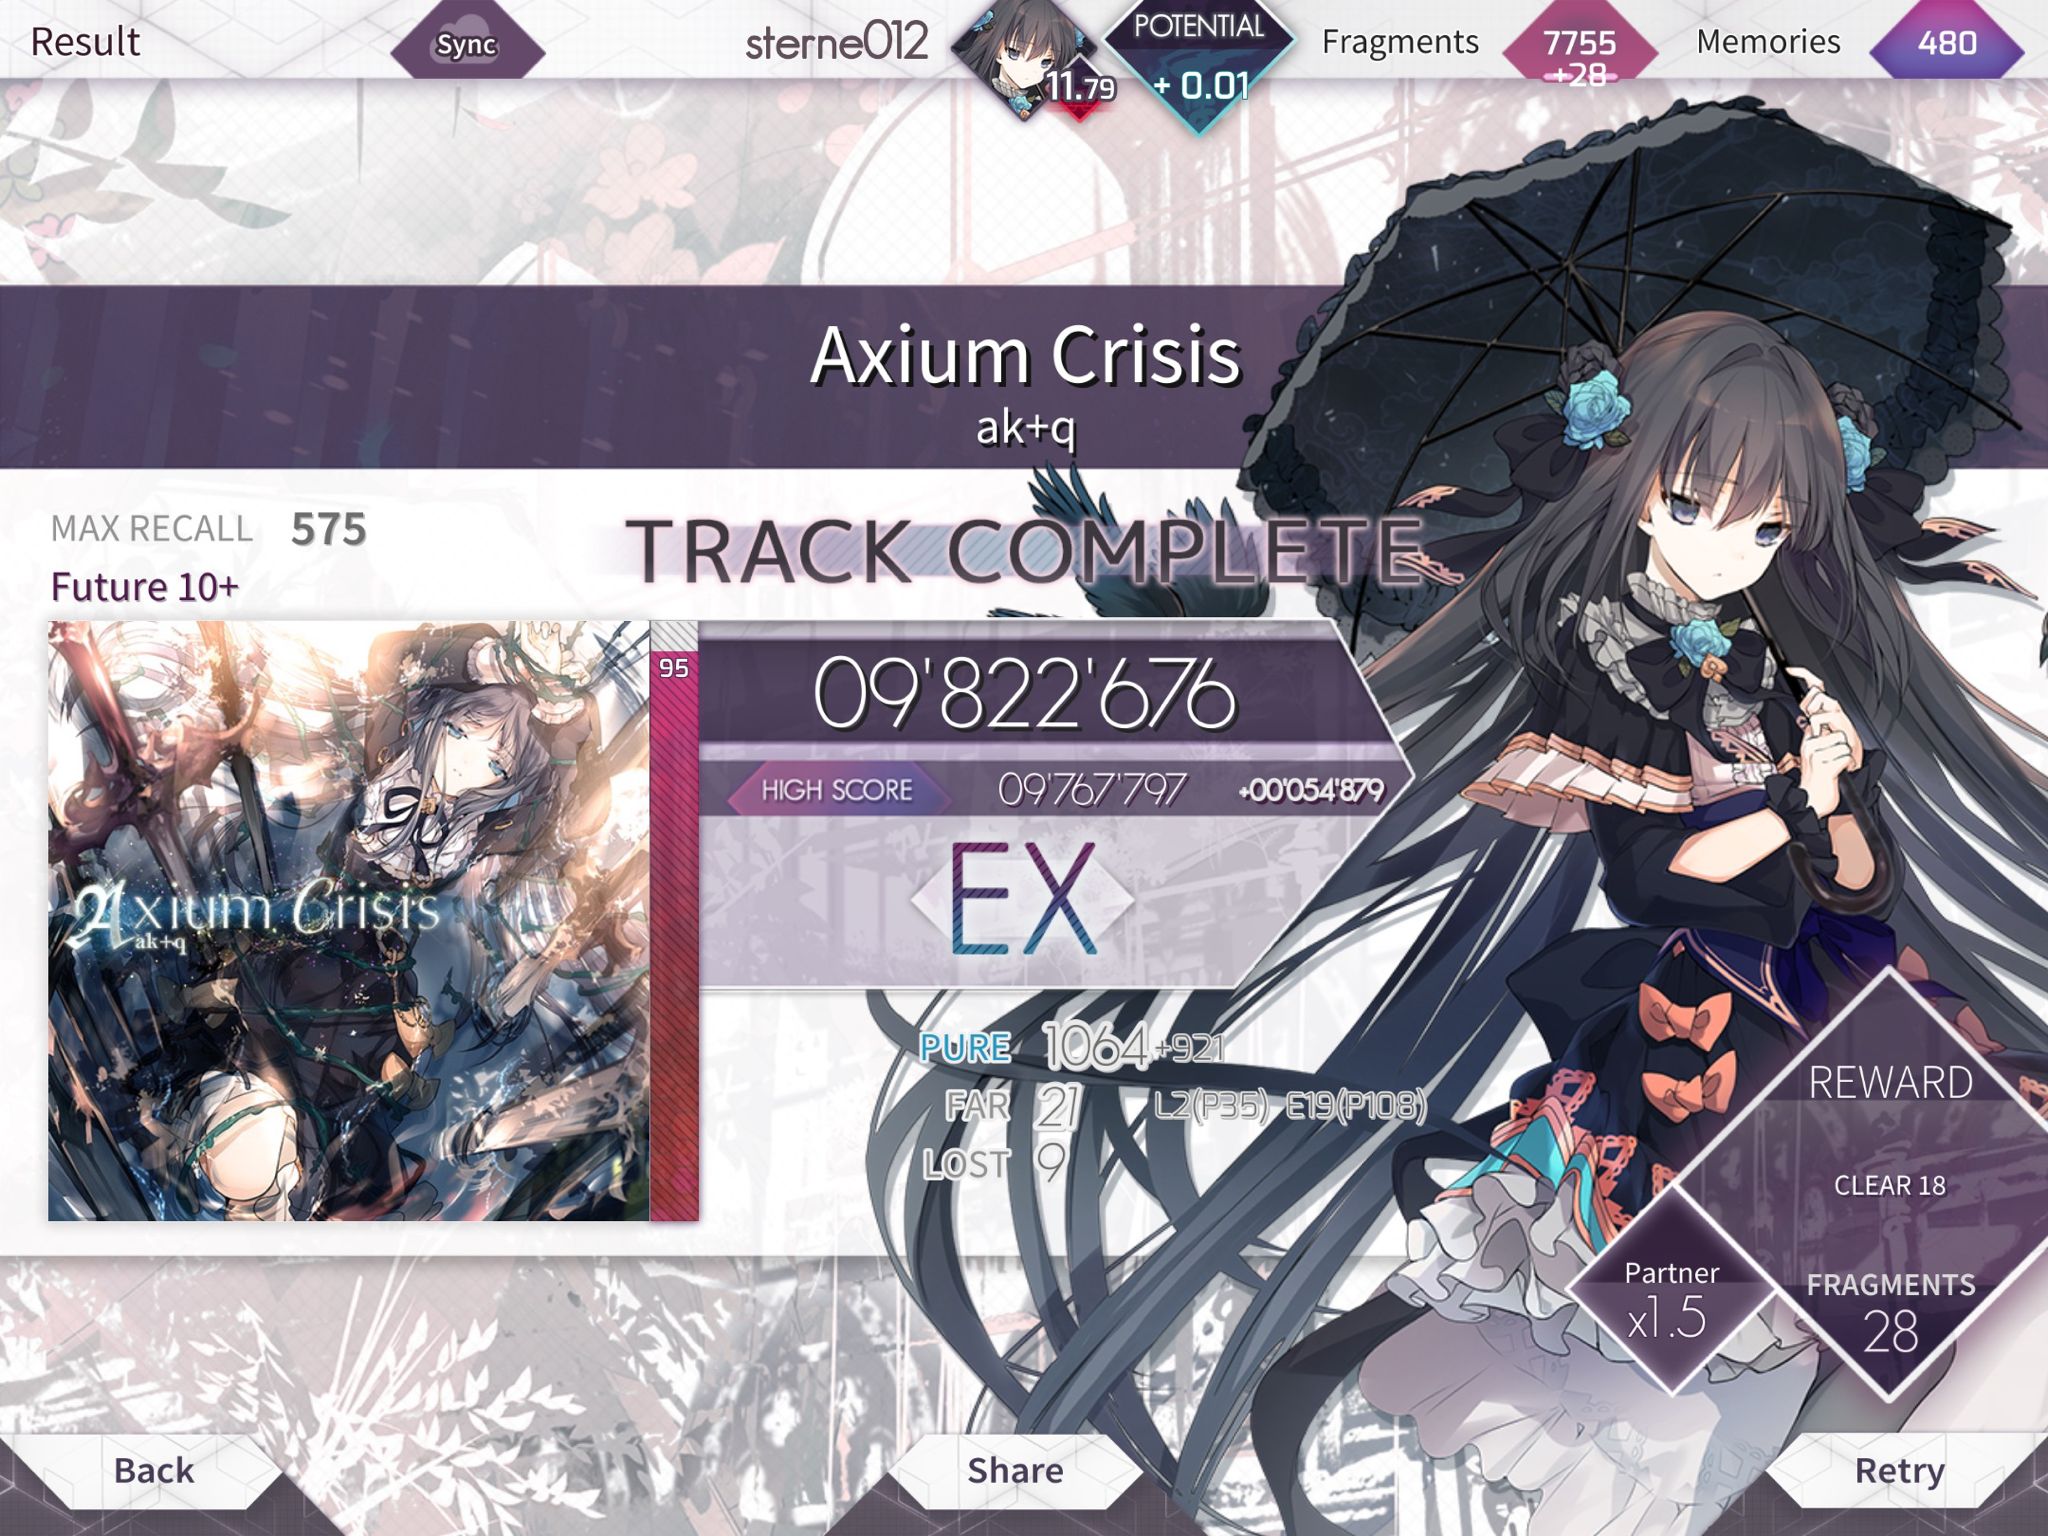 Result
Sync
sterne012
11.79
POTENTIAL
+ 0.01
Fragments
7755
+28
Memories
480
Axium Crisis
ak+q
MAX RECALL 575
Future 10+
TRACK COMPLETE
Axium Crisis
ak+q
95
09'822'676
HIGH SCORE 09'767'797 +00'054'879
EX
PURE 1064 +921
FAR 21 L2(P35) E19(P108)
LOST 9
REWARD
CLEAR 18
Partner
x1.5
FRAGMENTS
28
Back
Share
Retry